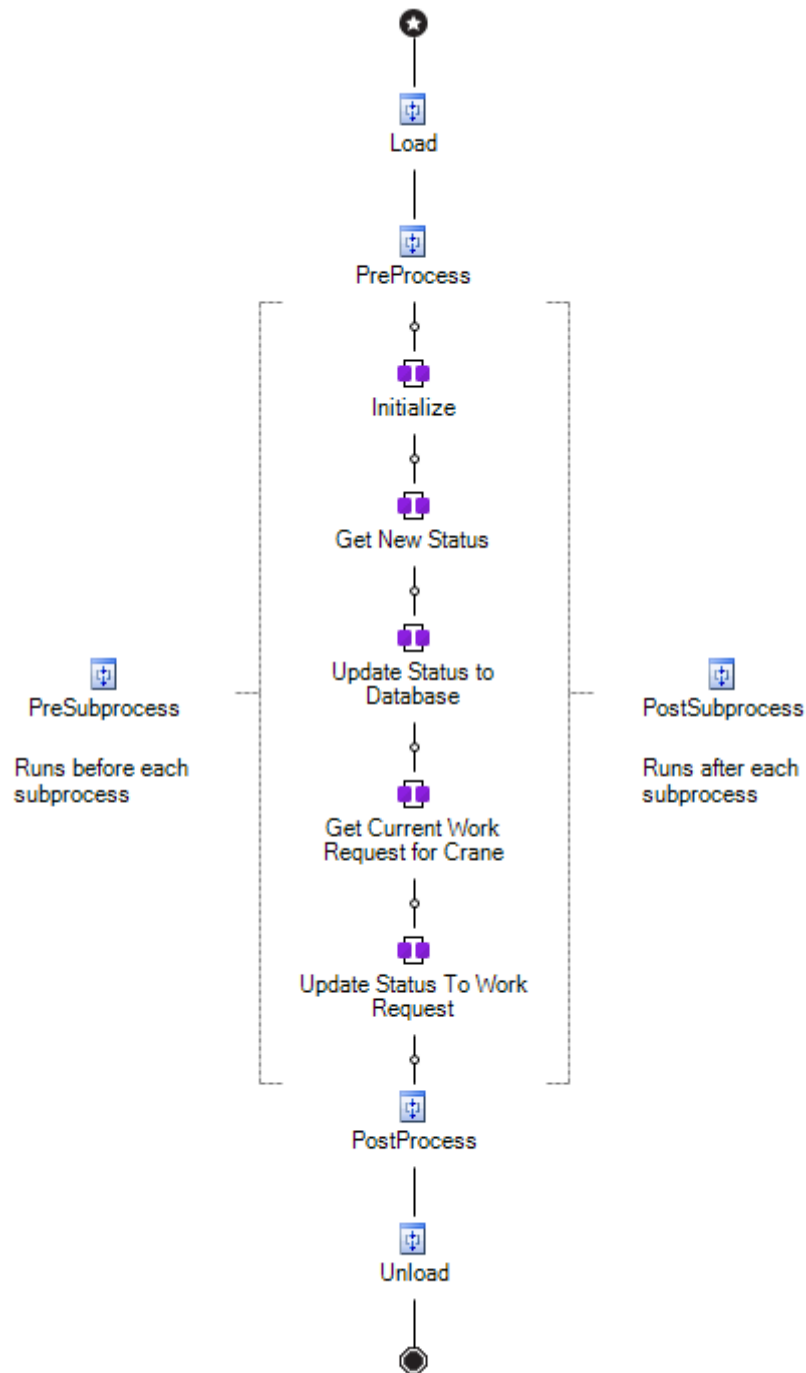 Load
PreProcess
Initialize
Get New Status
Update Status to
Database
PreSubprocess
Runs before each
subprocess
PostSubprocess
Runs after each
subprocess
Get Current Work
Request for Crane
Update Status To Work
Request
PostProcess
Unload